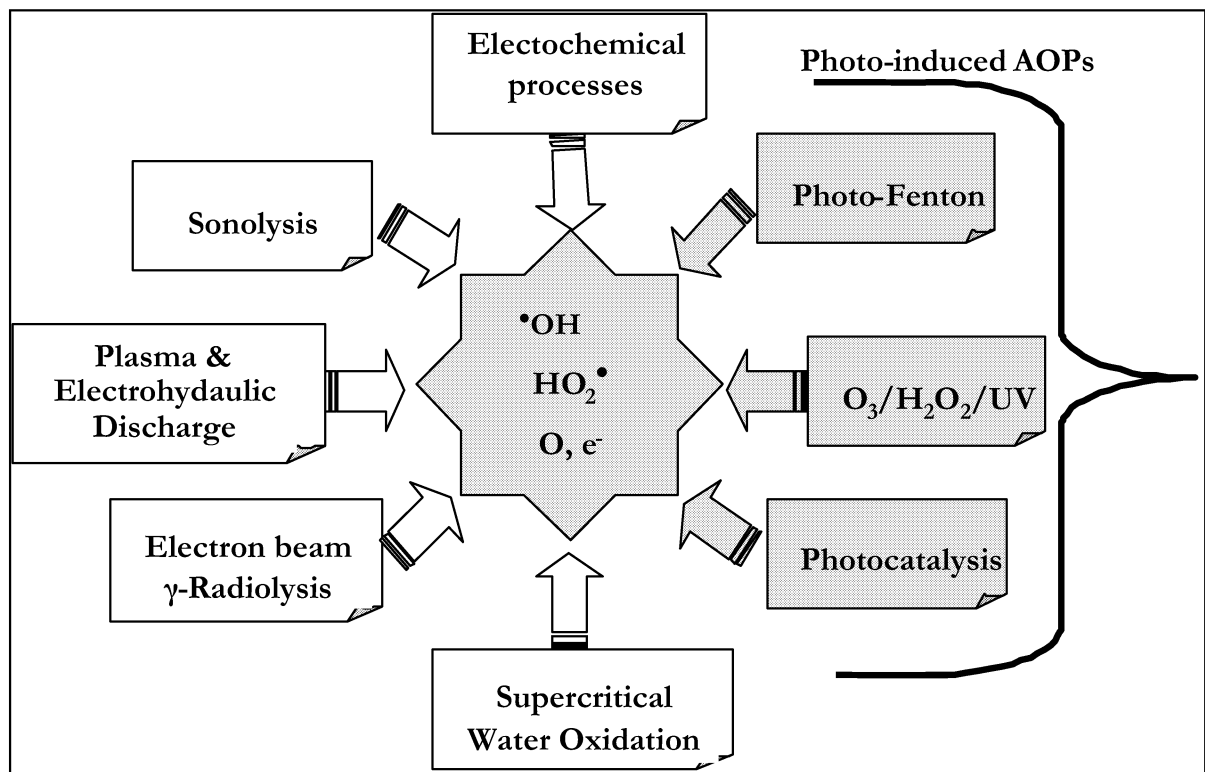 Electochemical
processes
Photo-induced AOPs
Sonolysis
Photo-Fenton
•OH
HO₂•
O, e⁻
Plasma &
Electrohydaulic
Discharge
O₃/H₂O₂/UV
Electron beam
γ-Radiolysis
Photocatalysis
Supercritical
Water Oxidation